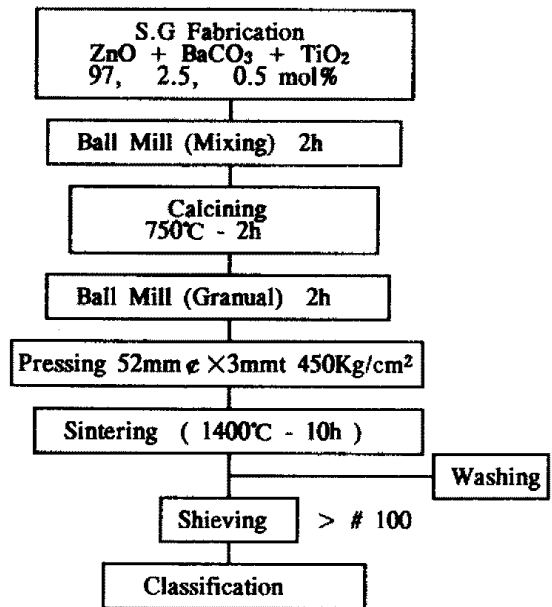 S.G Fabrication
ZnO + BaCO₃ + TiO₂
97, 2.5, 0.5 mol%
Ball Mill (Mixing) 2h
Calcining
750℃ - 2h
Ball Mill (Granual) 2h
Pressing 52mm ¢ ×3mmt 450Kg/cm²
Sintering ( 1400℃ - 10h )
Washing
Shieving > # 100
Classification